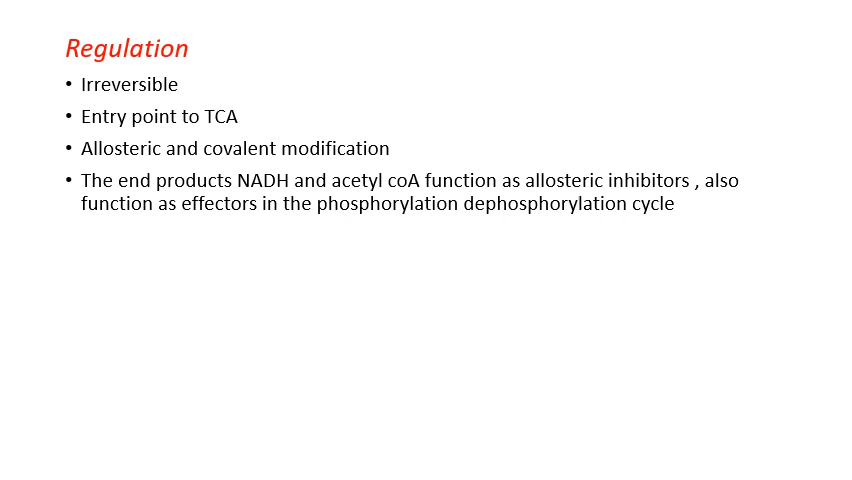 Regulation
• Irreversible
• Entry point to TCA
• Allosteric and covalent modification
• The end products NADH and acetyl coA function as allosteric inhibitors , also
function as effectors in the phosphorylation dephosphorylation cycle